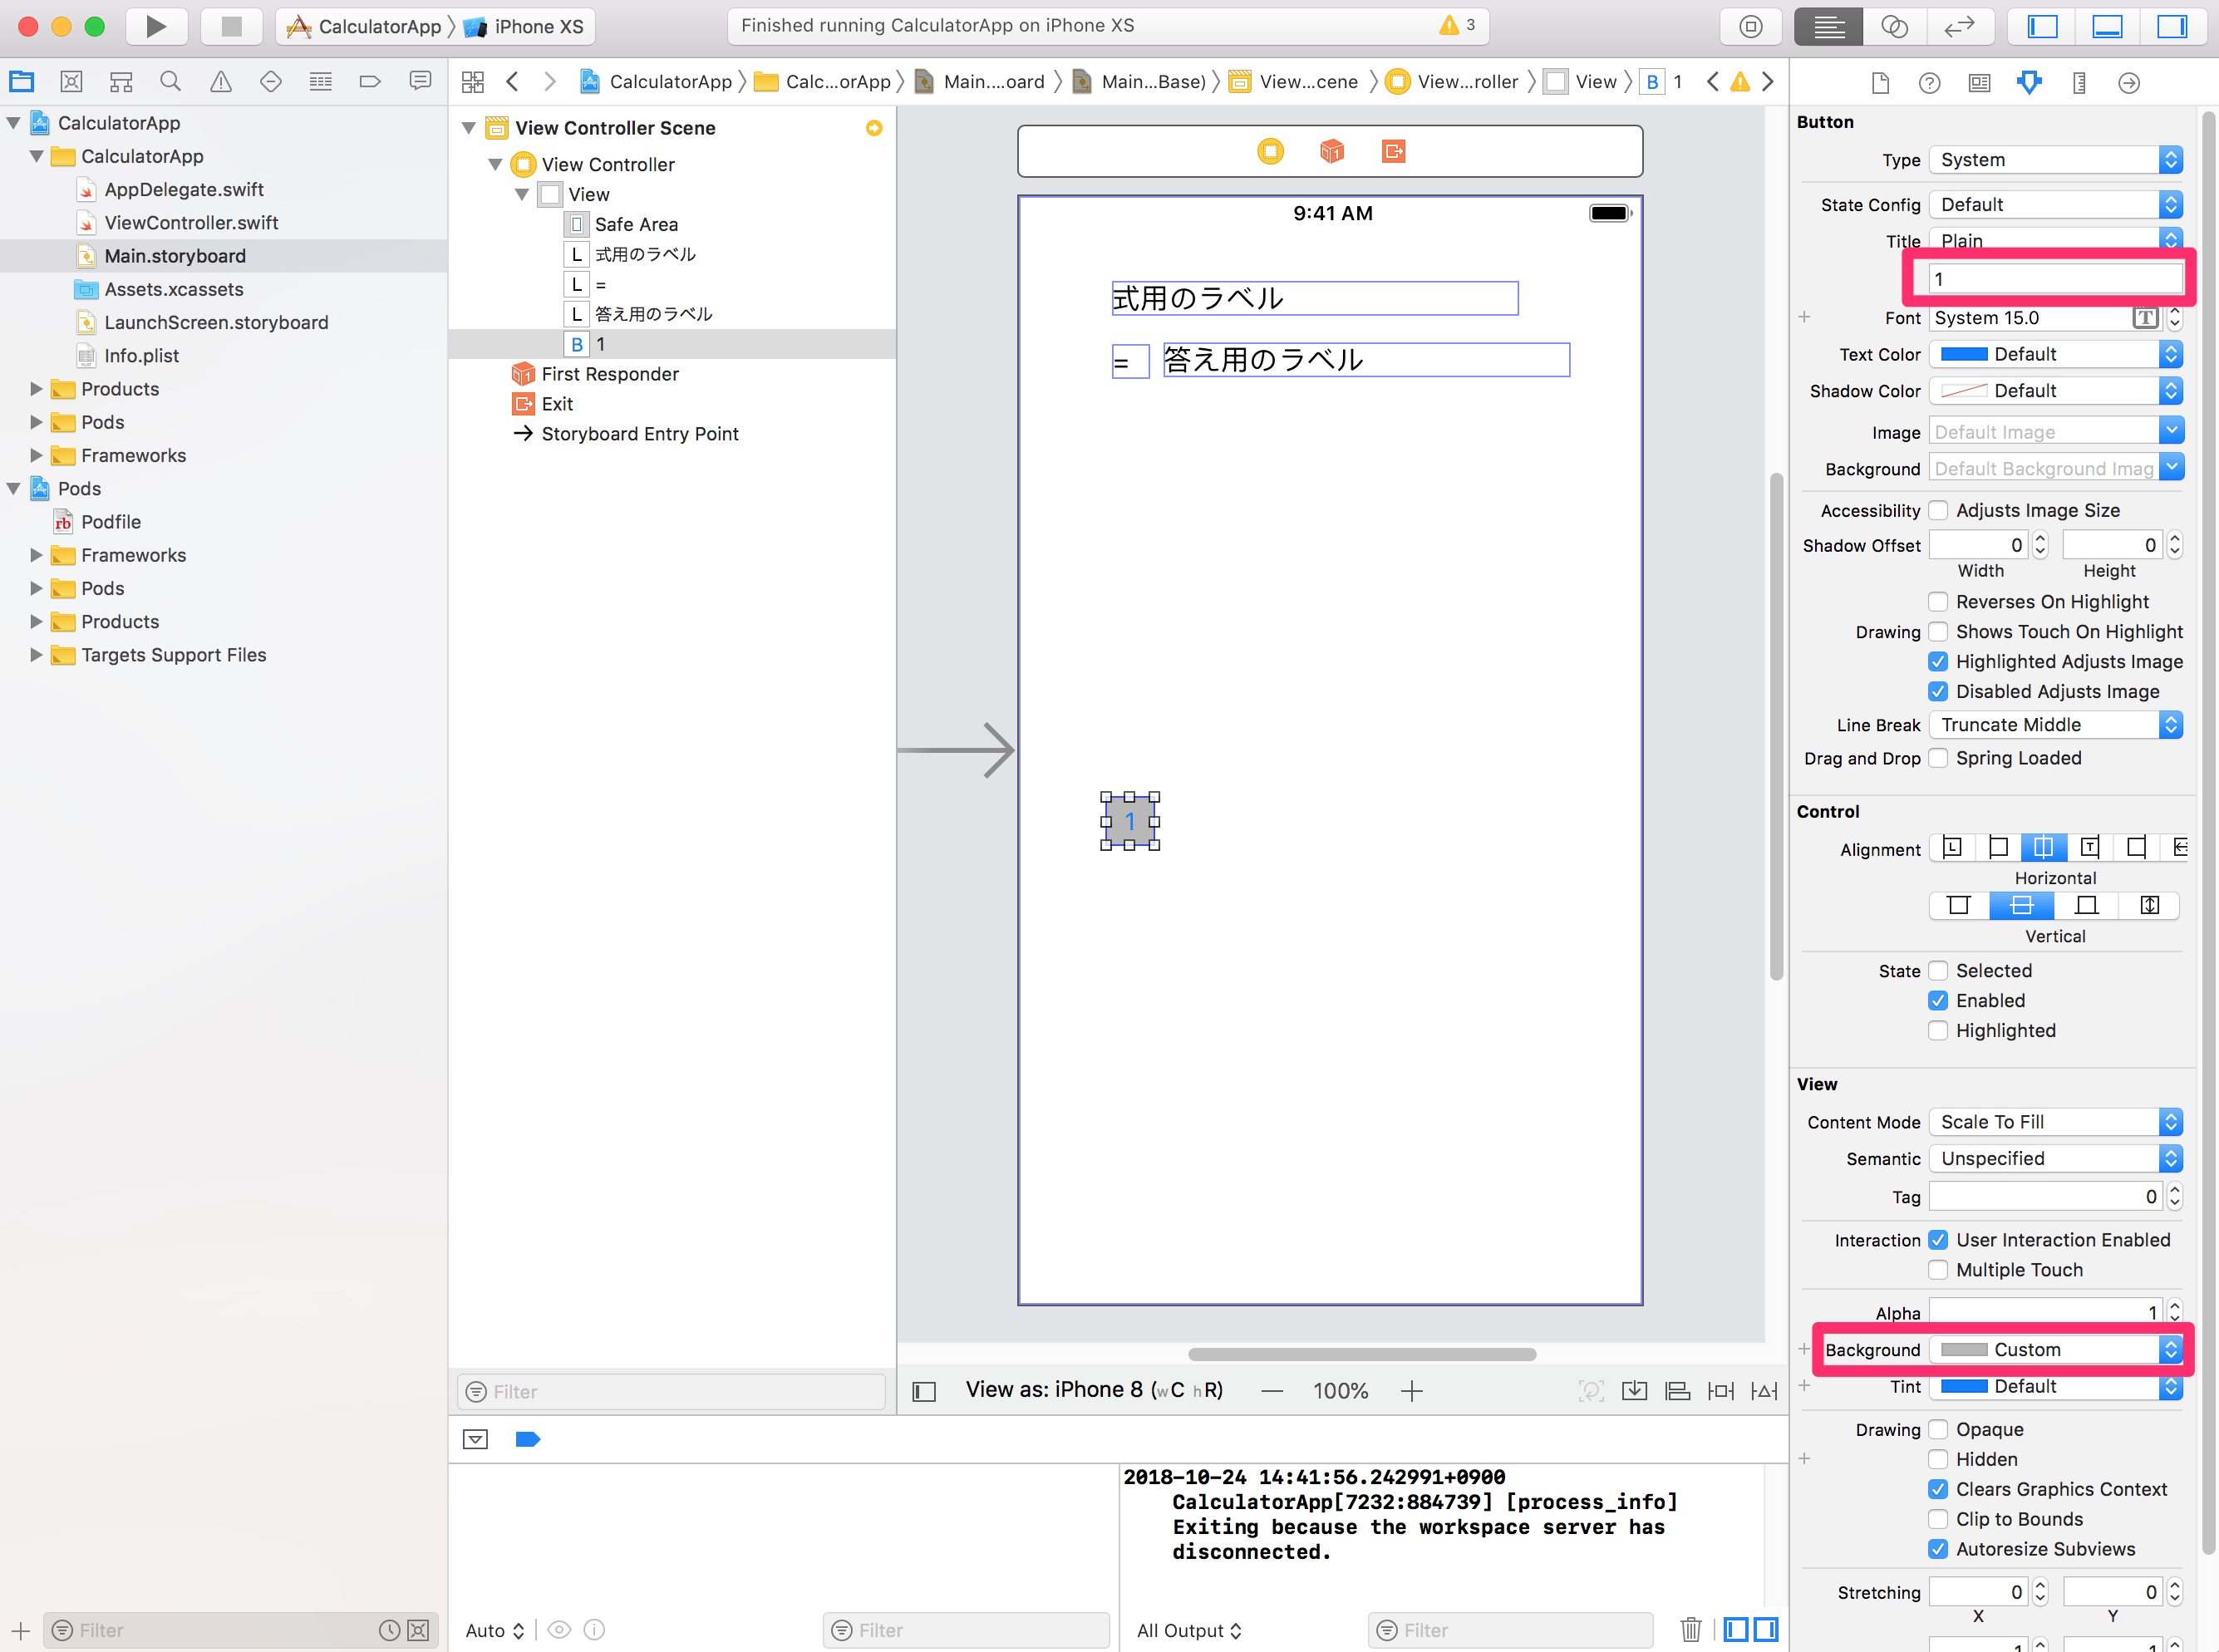 CalculatorApp 〉 iPhone XS
Finished running CalculatorApp on iPhone XS
3
CalculatorApp
CalculatorApp
AppDelegate.swift
ViewController.swift
Main.storyboard
Assets.xcassets
LaunchScreen.storyboard
Info.plist
Products
Pods
Frameworks
Pods
rb Podfile
Frameworks
Pods
Products
Targets Support Files
Filter
CalculatorApp 〉 Calc...orApp 〉 Main....oard 〉 Main...Base) 〉 View...cene 〉 View...roller 〉 View 〉 B 1
View Controller Scene
View Controller
View
Safe Area
L 式用のラベル
L =
L 答え用のラベル
B 1
First Responder
Exit
Storyboard Entry Point
Filter
9:41 AM
式用のラベル
= 答え用のラベル
1
View as: iPhone 8 (wC hR) — 100% +
2018-10-24 14:41:56.242991+0900
CalculatorApp[7232:884739] [process_info]
Exiting because the workspace server has
disconnected.
Auto
Filter
All Output
Filter
Button
Type System
State Config Default
Title Plain
1
Font System 15.0 T
Text Color Default
Shadow Color Default
Image Default Image
Background Default Background Imag
Accessibility Adjusts Image Size
Shadow Offset 0 0
Width Height
Reverses On Highlight
Drawing Shows Touch On Highlight
Highlighted Adjusts Image
Disabled Adjusts Image
Line Break Truncate Middle
Drag and Drop Spring Loaded
Control
Alignment L T
Horizontal
Vertical
State Selected
Enabled
Highlighted
View
Content Mode Scale To Fill
Semantic Unspecified
Tag 0
Interaction User Interaction Enabled
Multiple Touch
Alpha 1
Background Custom
Tint Default
Drawing Opaque
Hidden
Clears Graphics Context
Clip to Bounds
Autoresize Subviews
Stretching 0 0
X Y
1 1